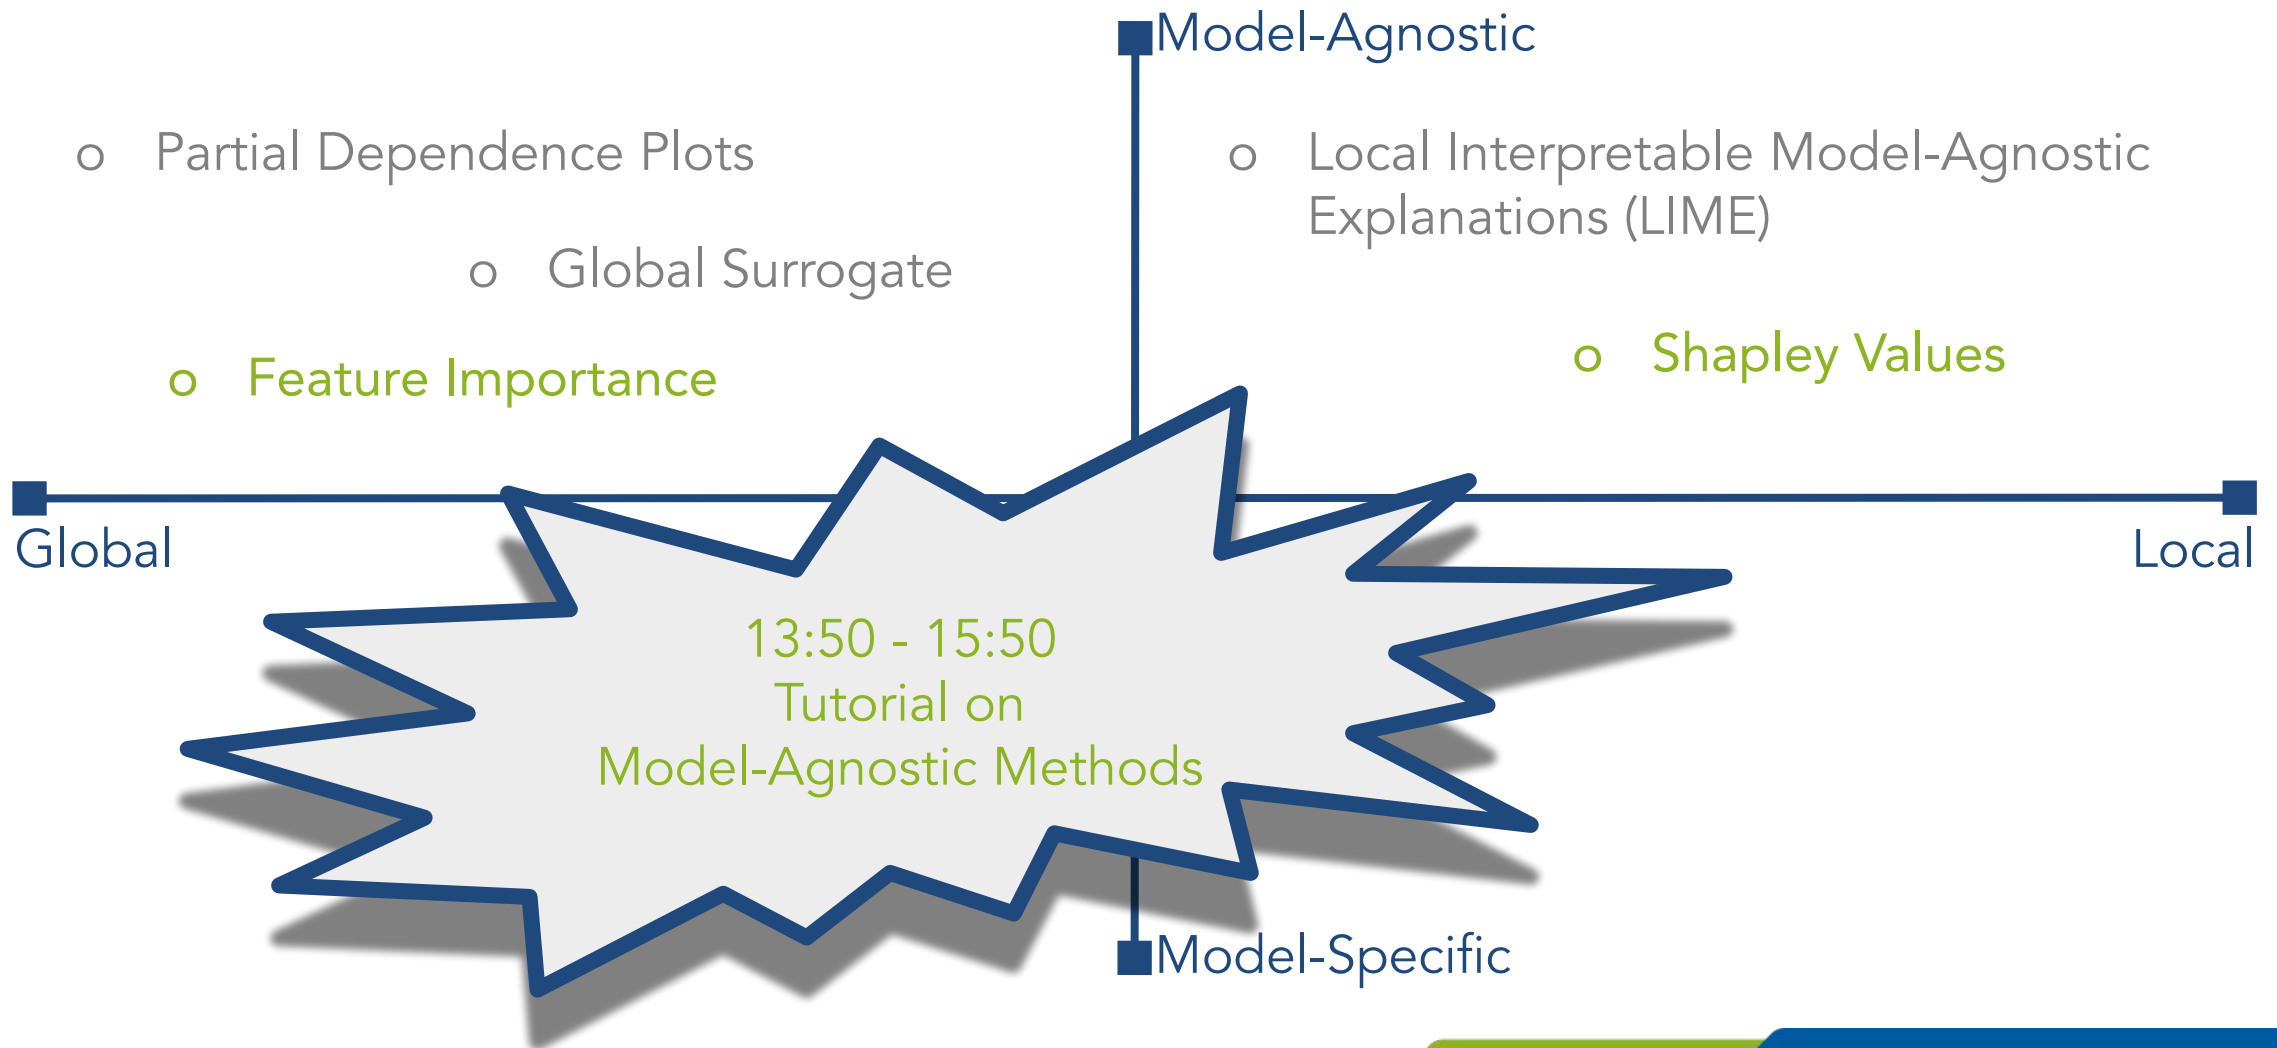 Model-Agnostic
o Partial Dependence Plots
o Local Interpretable Model-Agnostic
Explanations (LIME)
o Global Surrogate
o Shapley Values
o Feature Importance
Global
Local
13:50 - 15:50
Tutorial on
Model-Agnostic Methods
Model-Specific